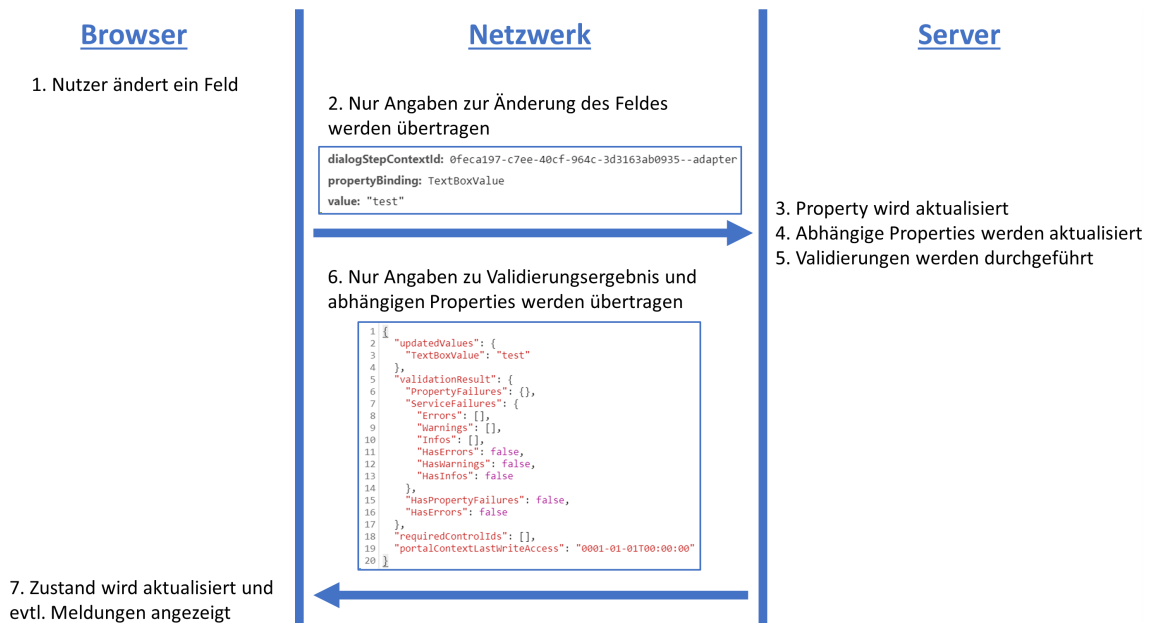 Browser
Netzwerk
Server
1. Nutzer ändert ein Feld
2. Nur Angaben zur Änderung des Feldes
werden übertragen
dialogStepContextId: 0feca197-c7ee-40cf-964c-3d3163ab0935--adapter
propertyBinding: TextBoxValue
value: "test"
3. Property wird aktualisiert
4. Abhängige Properties werden aktualisiert
5. Validierungen werden durchgeführt
6. Nur Angaben zu Validierungsergebnis und
abhängigen Properties werden übertragen
1 {
2 "updatedValues": {
3 "TextBoxValue": "test"
4 },
5 "validationResult": {
6 "PropertyFailures": {},
7 "ServiceFailures": {
8 "Errors": [],
9 "Warnings": [],
10 "Infos": [],
11 "HasErrors": false,
12 "HasWarnings": false,
13 "HasInfos": false
14 },
15 "HasPropertyFailures": false,
16 "HasErrors": false
17 },
18 "requiredControlIds": [],
19 "portalContextLastWriteAccess": "0001-01-01T00:00:00"
20 }
7. Zustand wird aktualisiert und
evtl. Meldungen angezeigt